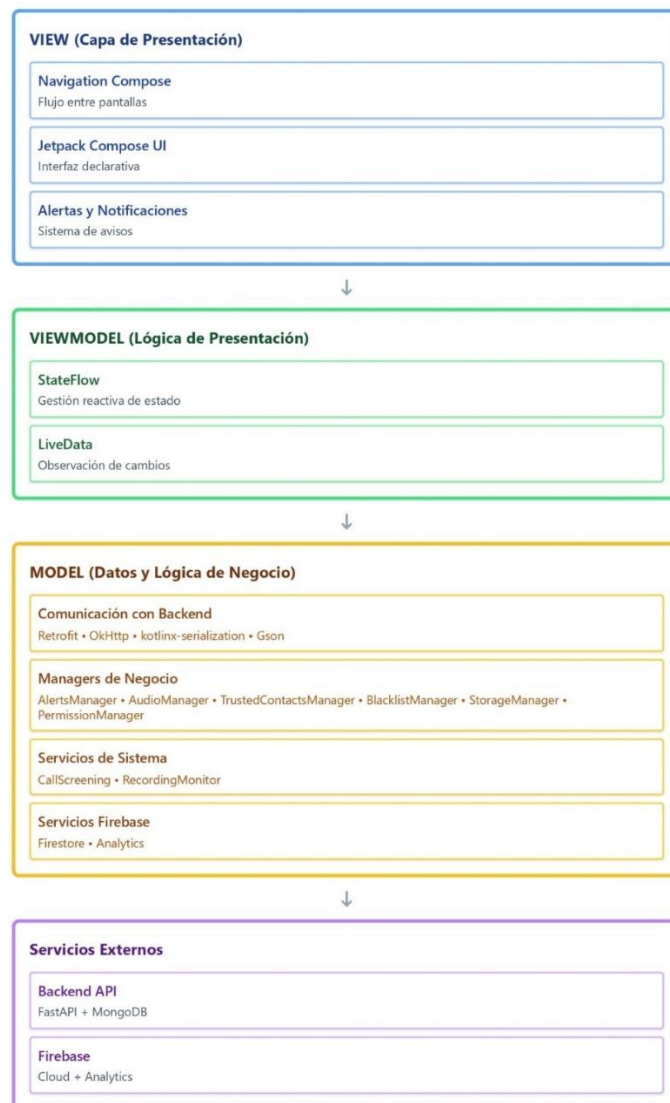 VIEW (Capa de Presentación)
Navigation Compose
Flujo entre pantallas
Jetpack Compose UI
Interfaz declarativa
Alertas y Notificaciones
Sistema de avisos
↓
VIEWMODEL (Lógica de Presentación)
StateFlow
Gestión reactiva de estado
LiveData
Observación de cambios
↓
MODEL (Datos y Lógica de Negocio)
Comunicación con Backend
Retrofit • OkHttp • kotlinx-serialization • Gson
Managers de Negocio
AlertsManager • AudioManager • TrustedContactsManager • BlacklistManager • StorageManager •
PermissionManager
Servicios de Sistema
CallScreening • RecordingMonitor
Servicios Firebase
Firestore • Analytics
↓
Servicios Externos
Backend API
FastAPI + MongoDB
Firebase
Cloud + Analytics